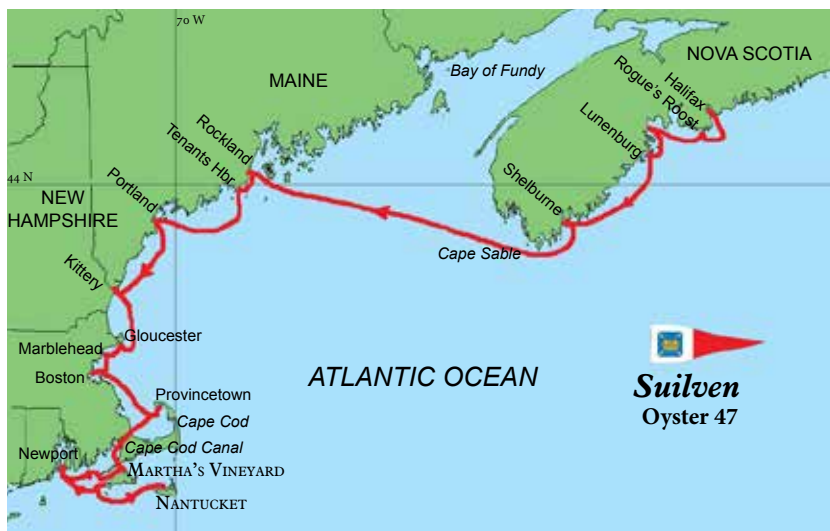 70 W
NOVA SCOTIA
Bay of Fundy
MAINE
Halifax
Rogue's Roost
Lunenburg
Rockland
Tenants Hbr
Shelburne
44 N
Portland
NEW
HAMPSHIRE
Cape Sable
Kittery
Gloucester
Marblehead
Boston
ATLANTIC OCEAN
Suilven
Oyster 47
Provincetown
Cape Cod
Cape Cod Canal
Newport
MARTHA'S VINEYARD
NANTUCKET